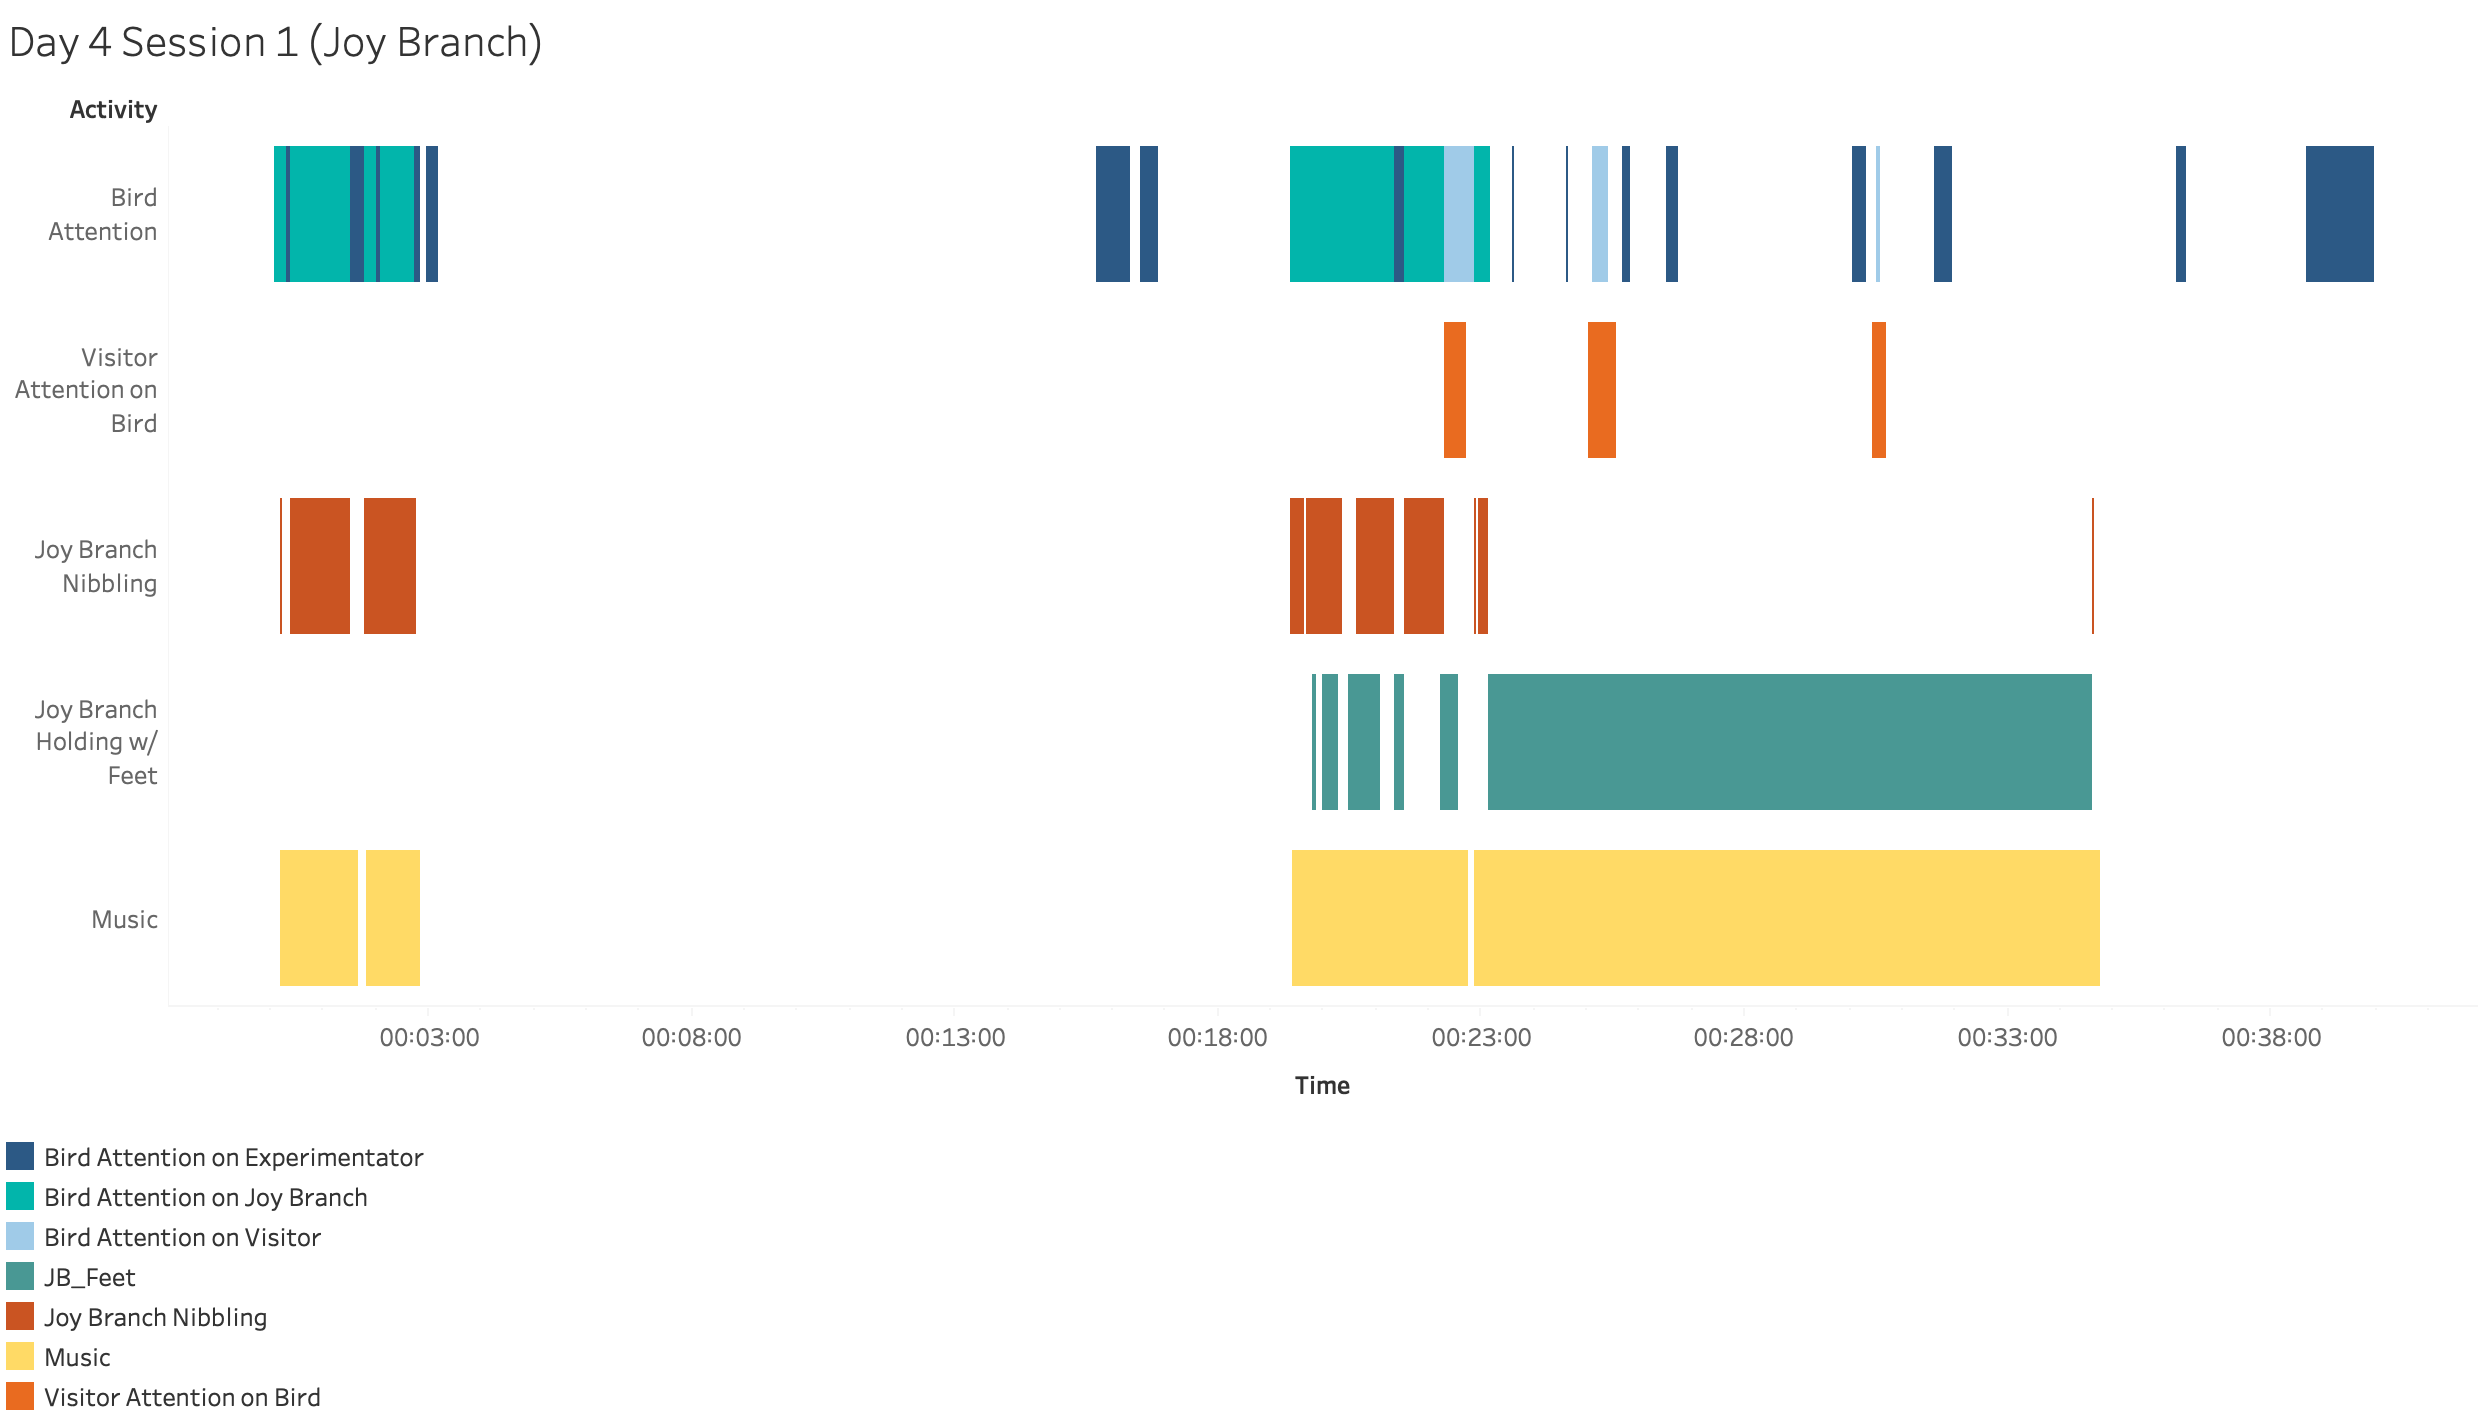 Day 4 Session 1 (Joy Branch)
Activity
Bird
Attention
Visitor
Attention on
Bird
Joy Branch
Nibbling
Joy Branch
Holding w/
Feet
Music
00:03:00 00:08:00 00:13:00 00:18:00 00:23:00 00:28:00 00:33:00 00:38:00
Time
Bird Attention on Experimentator
Bird Attention on Joy Branch
Bird Attention on Visitor
JB_Feet
Joy Branch Nibbling
Music
Visitor Attention on Bird